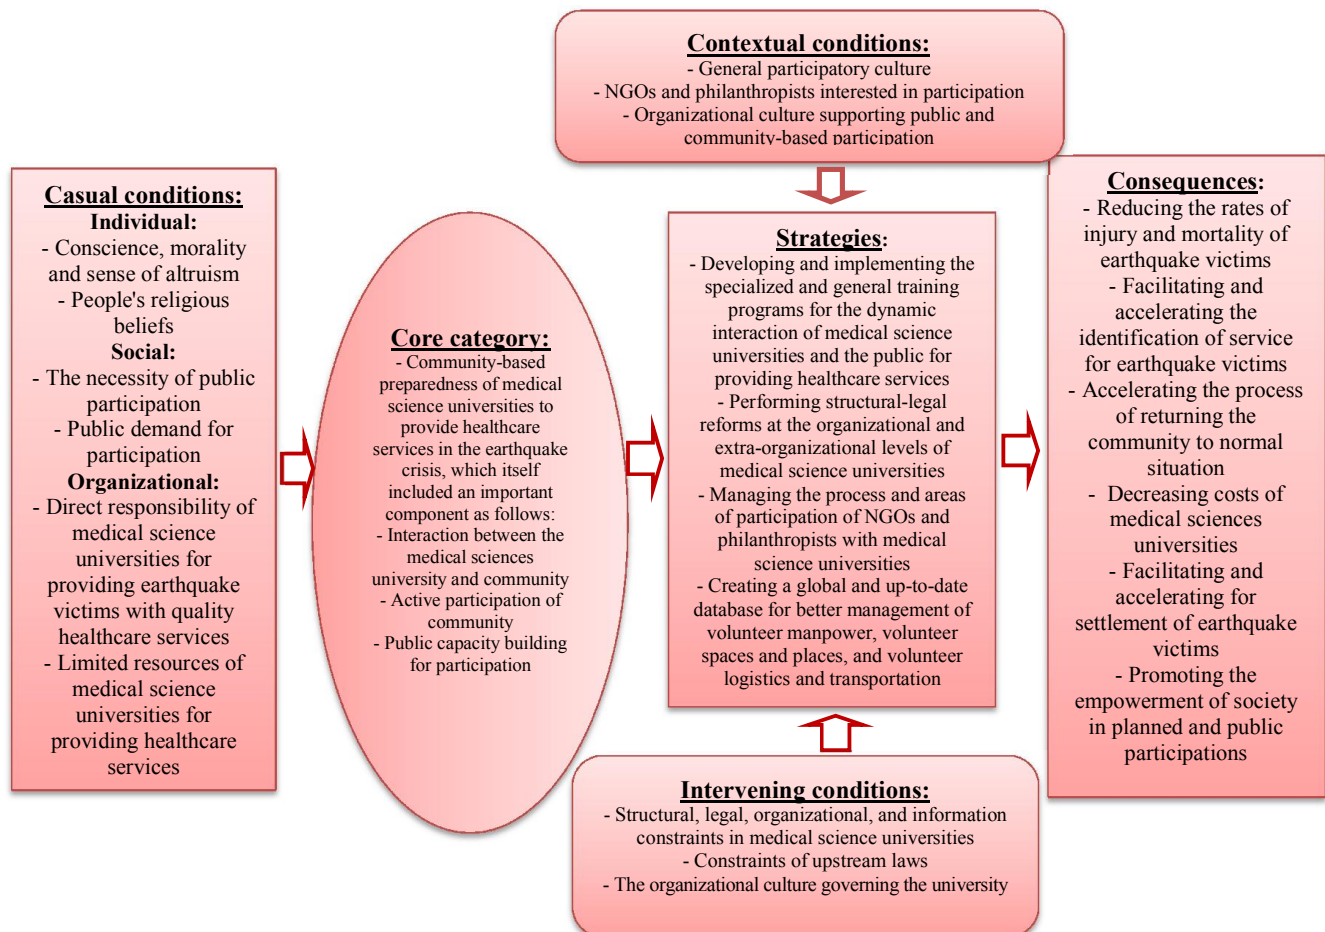 Contextual conditions:
- General participatory culture
- NGOs and philanthropists interested in participation
- Organizational culture supporting public and
community-based participation
Casual conditions:
Individual:
- Conscience, morality
and sense of altruism
- People's religious
beliefs
Social:
- The necessity of public
participation
- Public demand for
participation
Organizational:
- Direct responsibility of
medical science
universities for
providing earthquake
victims with quality
healthcare services
- Limited resources of
medical science
universities for
providing healthcare
services
Core category:
- Community-based
preparedness of medical
science universities to
provide healthcare
services in the earthquake
crisis, which itself
included an important
component as follows:
- Interaction between the
medical sciences
university and community
- Active participation of
community
- Public capacity building
for participation
Strategies:
- Developing and implementing the
specialized and general training
programs for the dynamic
interaction of medical science
universities and the public for
providing healthcare services
- Performing structural-legal
reforms at the organizational and
extra-organizational levels of
medical science universities
- Managing the process and areas
of participation of NGOs and
philanthropists with medical
science universities
- Creating a global and up-to-date
database for better management of
volunteer manpower, volunteer
spaces and places, and volunteer
logistics and transportation
Consequences:
- Reducing the rates of
injury and mortality of
earthquake victims
- Facilitating and
accelerating the
identification of service
for earthquake victims
- Accelerating the process
of returning the
community to normal
situation
- Decreasing costs of
medical sciences
universities
- Facilitating and
accelerating for
settlement of earthquake
victims
- Promoting the
empowerment of society
in planned and public
participations
Intervening conditions:
- Structural, legal, organizational, and information
constraints in medical science universities
- Constraints of upstream laws
- The organizational culture governing the university